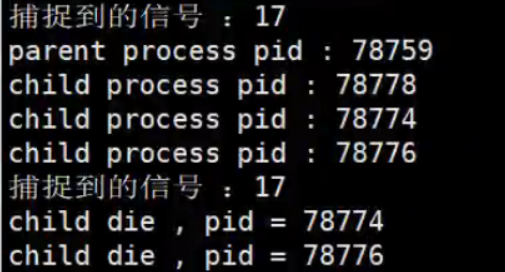 捕捉到的信号 ：17
parent process pid : 78759
child process pid : 78778
child process pid : 78774
child process pid : 78776
捕捉到的信号 ：17
child die , pid = 78774
child die , pid = 78776